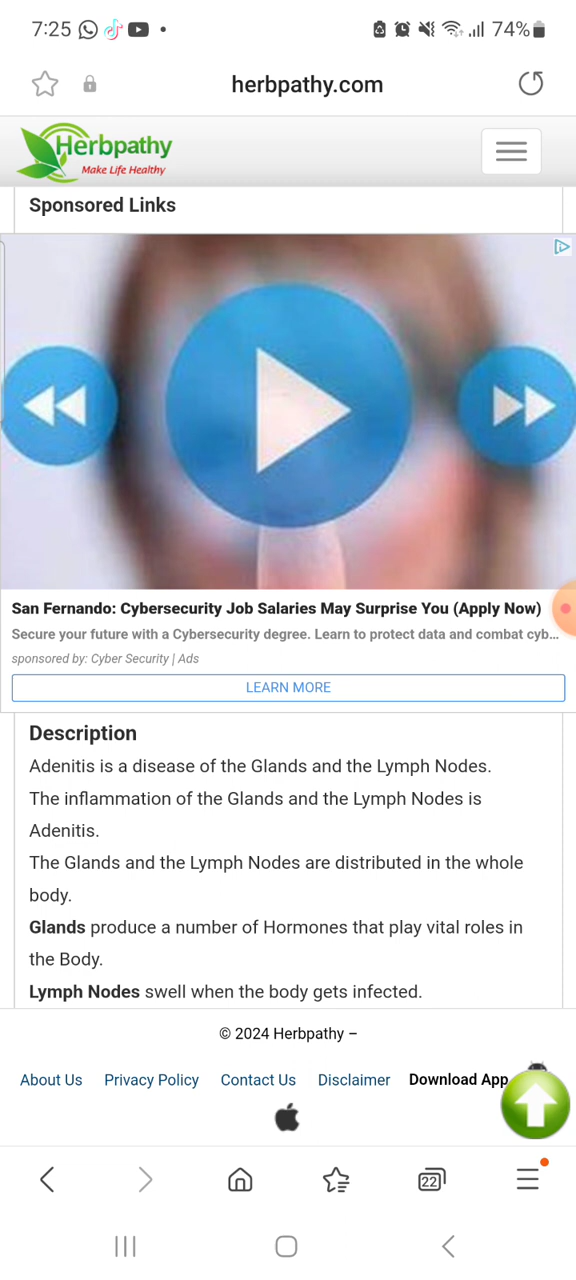 7:25
74%
herbpathy.com
Herbpathy
Make Life Healthy
Sponsored Links
San Fernando: Cybersecurity Job Salaries May Surprise You (Apply Now)
Secure your future with a Cybersecurity degree. Learn to protect data and combat cyb...
sponsored by: Cyber Security | Ads
LEARN MORE
Description
Adenitis is a disease of the Glands and the Lymph Nodes.
The inflammation of the Glands and the Lymph Nodes is
Adenitis.
The Glands and the Lymph Nodes are distributed in the whole
body.
Glands produce a number of Hormones that play vital roles in
the Body.
Lymph Nodes swell when the body gets infected.
© 2024 Herbpathy –
About Us Privacy Policy Contact Us Disclaimer Download App
22